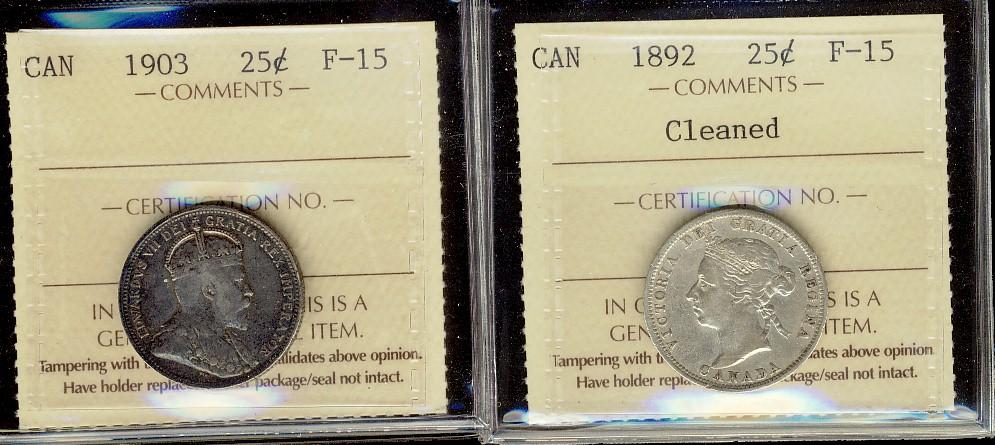 CAN 1903 25¢ F-15
— COMMENTS —
— CERTIFICATION NO. —
IN IS IS A
GEN ITEM.
Tampering with alidates above opinion.
Have holder replac package/seal not intact.
EDWARDVS VII DEI GRATIA REX IMPERATOR
CAN 1892 25¢ F-15
— COMMENTS —
Cleaned
— CERTIFICATION NO. —
IN IS A
GEN ITEM.
Tampering with ates above opinion
Have holder repla kage/seal not intact.
VICTORIA DEI GRATIA REGINA
CANADA